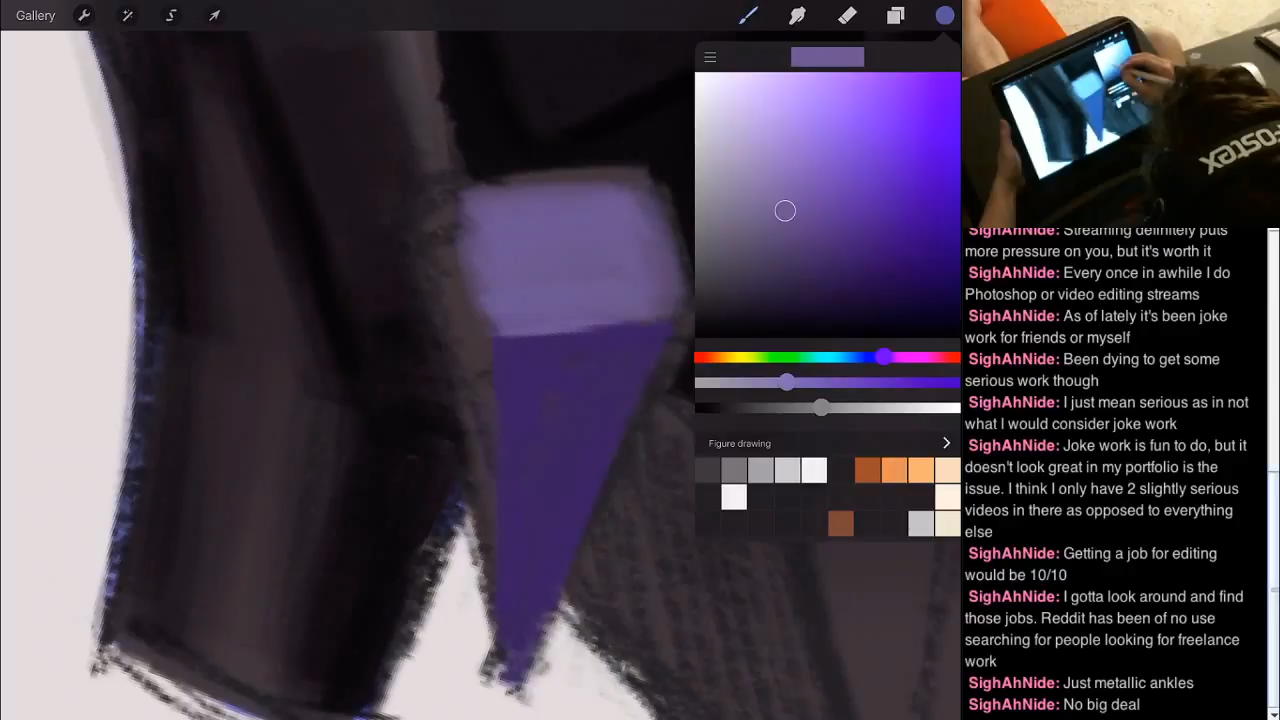 Gallery
Figure drawing
rostex
SighAhNide: Streaming definitely puts
more pressure on you, but it's worth it
SighAhNide: Every once in awhile I do
Photoshop or video editing streams
SighAhNide: As of lately it's been joke
work for friends or myself
SighAhNide: Been dying to get some
serious work though
SighAhNide: I just mean serious as in not
what I would consider joke work
SighAhNide: Joke work is fun to do, but it
doesn't look great in my portfolio is the
issue. I think I only have 2 slightly serious
videos in there as opposed to everything
else
SighAhNide: Getting a job for editing
would be 10/10
SighAhNide: I gotta look around and find
those jobs. Reddit has been of no use
searching for people looking for freelance
work
SighAhNide: Just metallic ankles
SighAhNide: No big deal